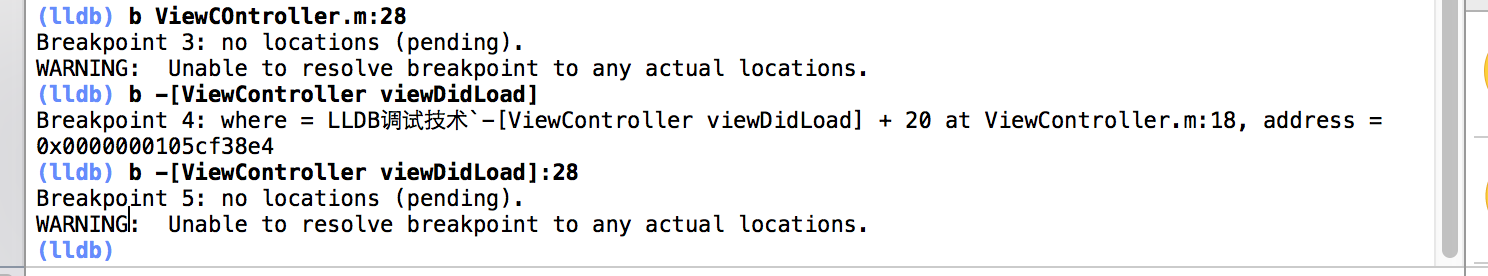 (lldb) b ViewCOntroller.m:28
Breakpoint 3: no locations (pending).
WARNING:  Unable to resolve breakpoint to any actual locations.
(lldb) b -[ViewController viewDidLoad]
Breakpoint 4: where = LLDB调试技术`-[ViewController viewDidLoad] + 20 at ViewController.m:18, address =
0x0000000105cf38e4
(lldb) b -[ViewController viewDidLoad]:28
Breakpoint 5: no locations (pending).
WARNING:  Unable to resolve breakpoint to any actual locations.
(lldb)